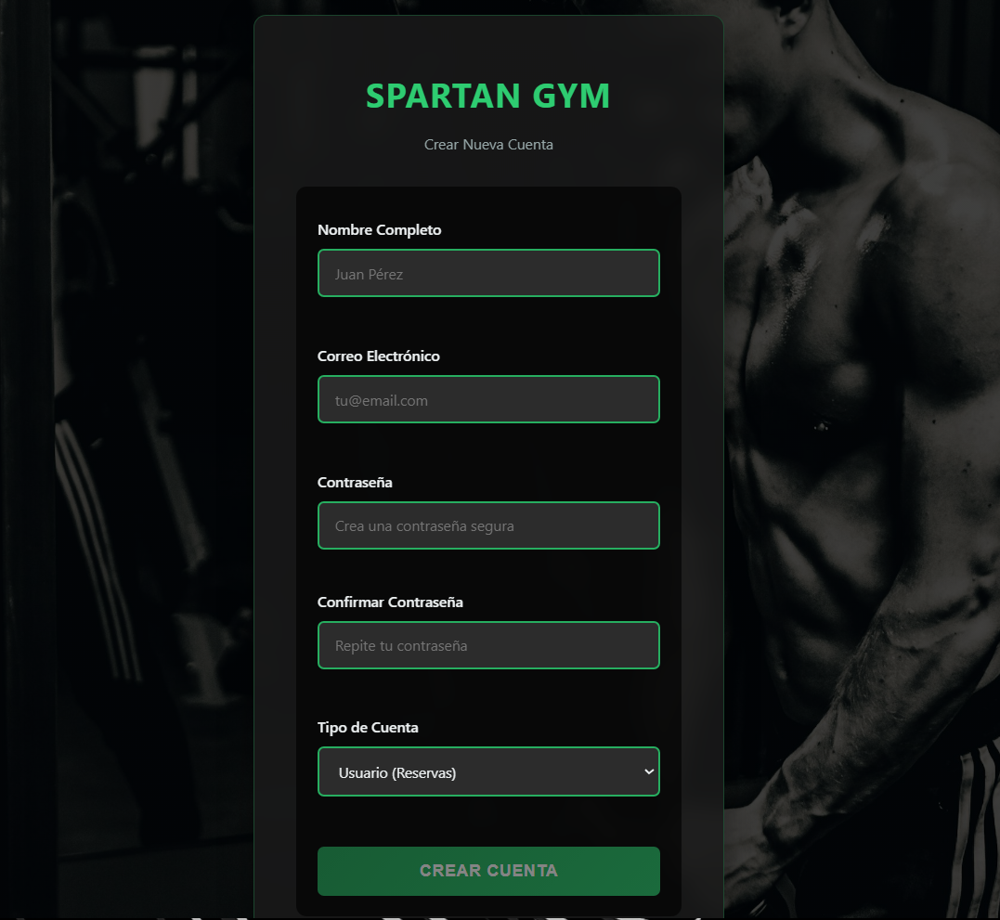 SPARTAN GYM
Crear Nueva Cuenta
Nombre Completo
Juan Pérez
Correo Electrónico
tu@email.com
Contraseña
Crea una contraseña segura
Confirmar Contraseña
Repite tu contraseña
Tipo de Cuenta
Usuario (Reservas)
CREAR CUENTA